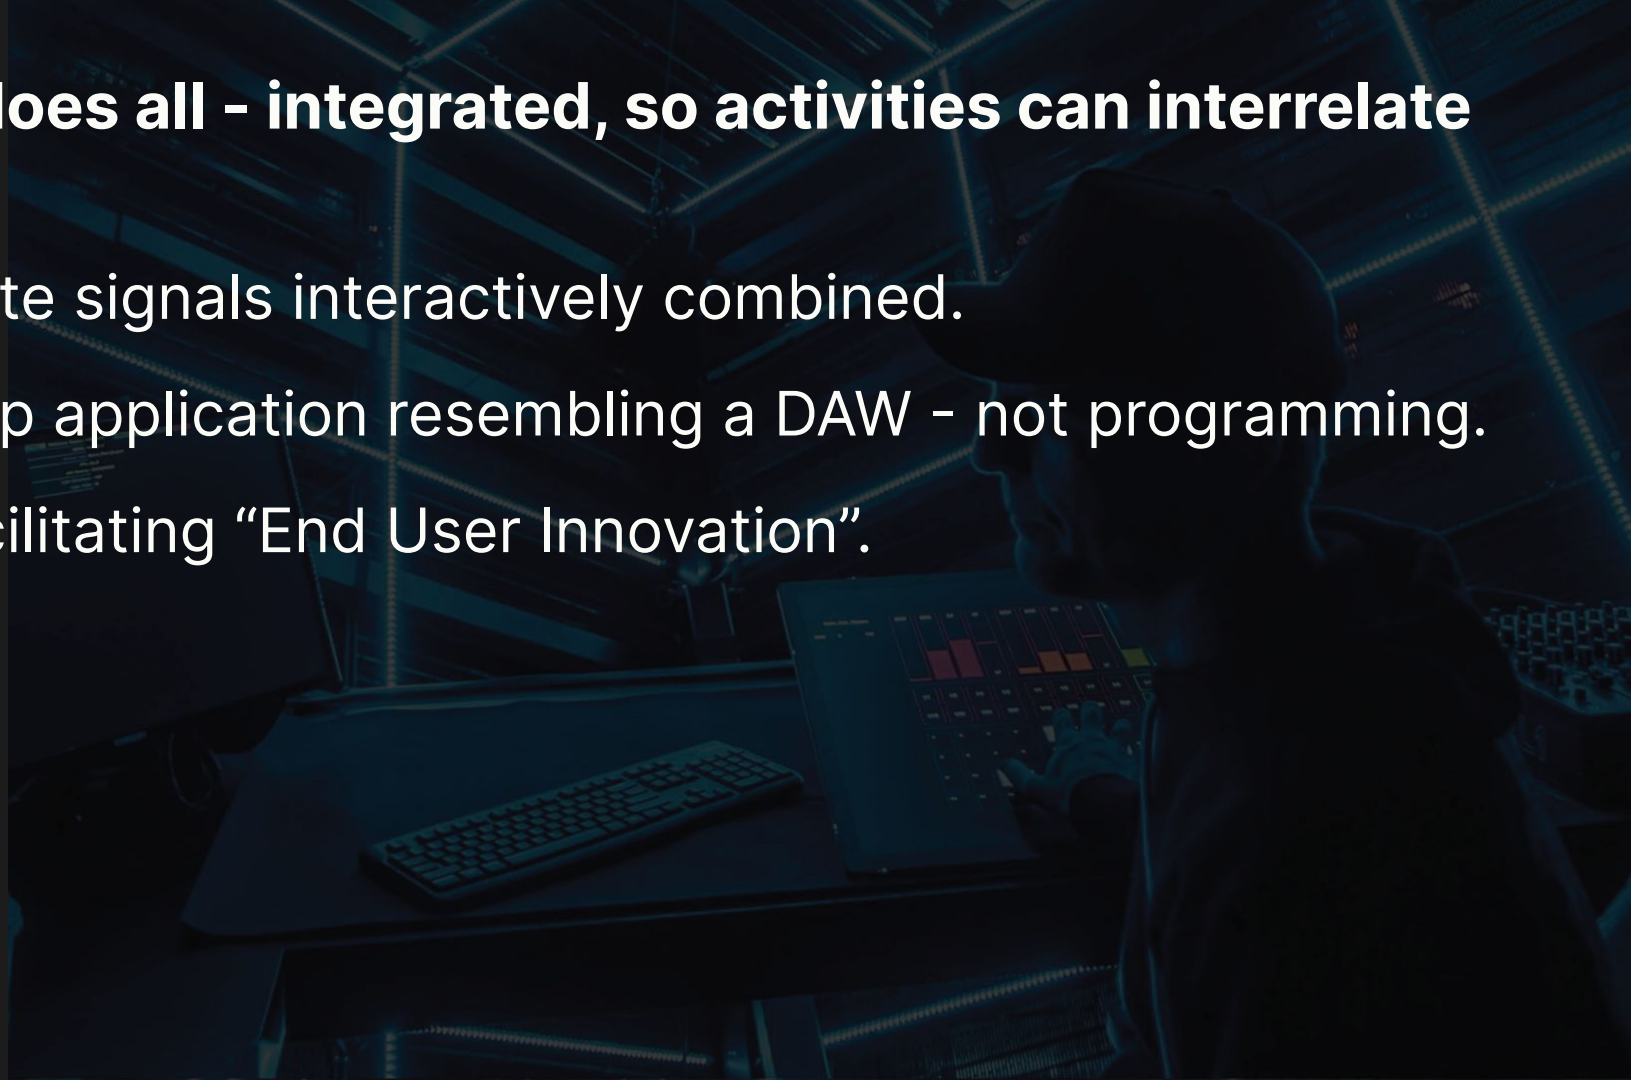 does all - integrated, so activities can interrelate
te signals interactively combined.
p application resembling a DAW - not programming.
cilitating “End User Innovation”.